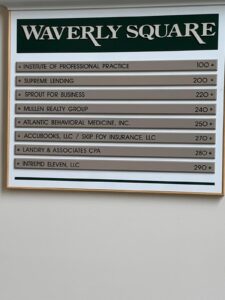 WAVERLY SQUARE
INSTITUTE OF PROFESSIONAL PRACTICE 100
SUPREME LENDING 200
SPROUT FOR BUSINESS 220
MULLEN REALTY GROUP 240
ATLANTIC BEHAVIORAL MEDICINE, INC. 250
ACCUBOOKS, LLC / SKIP FOY INSURANCE, LLC 270
LANDRY & ASSOCIATES CPA 280
INTREPID ELEVEN, LLC 290